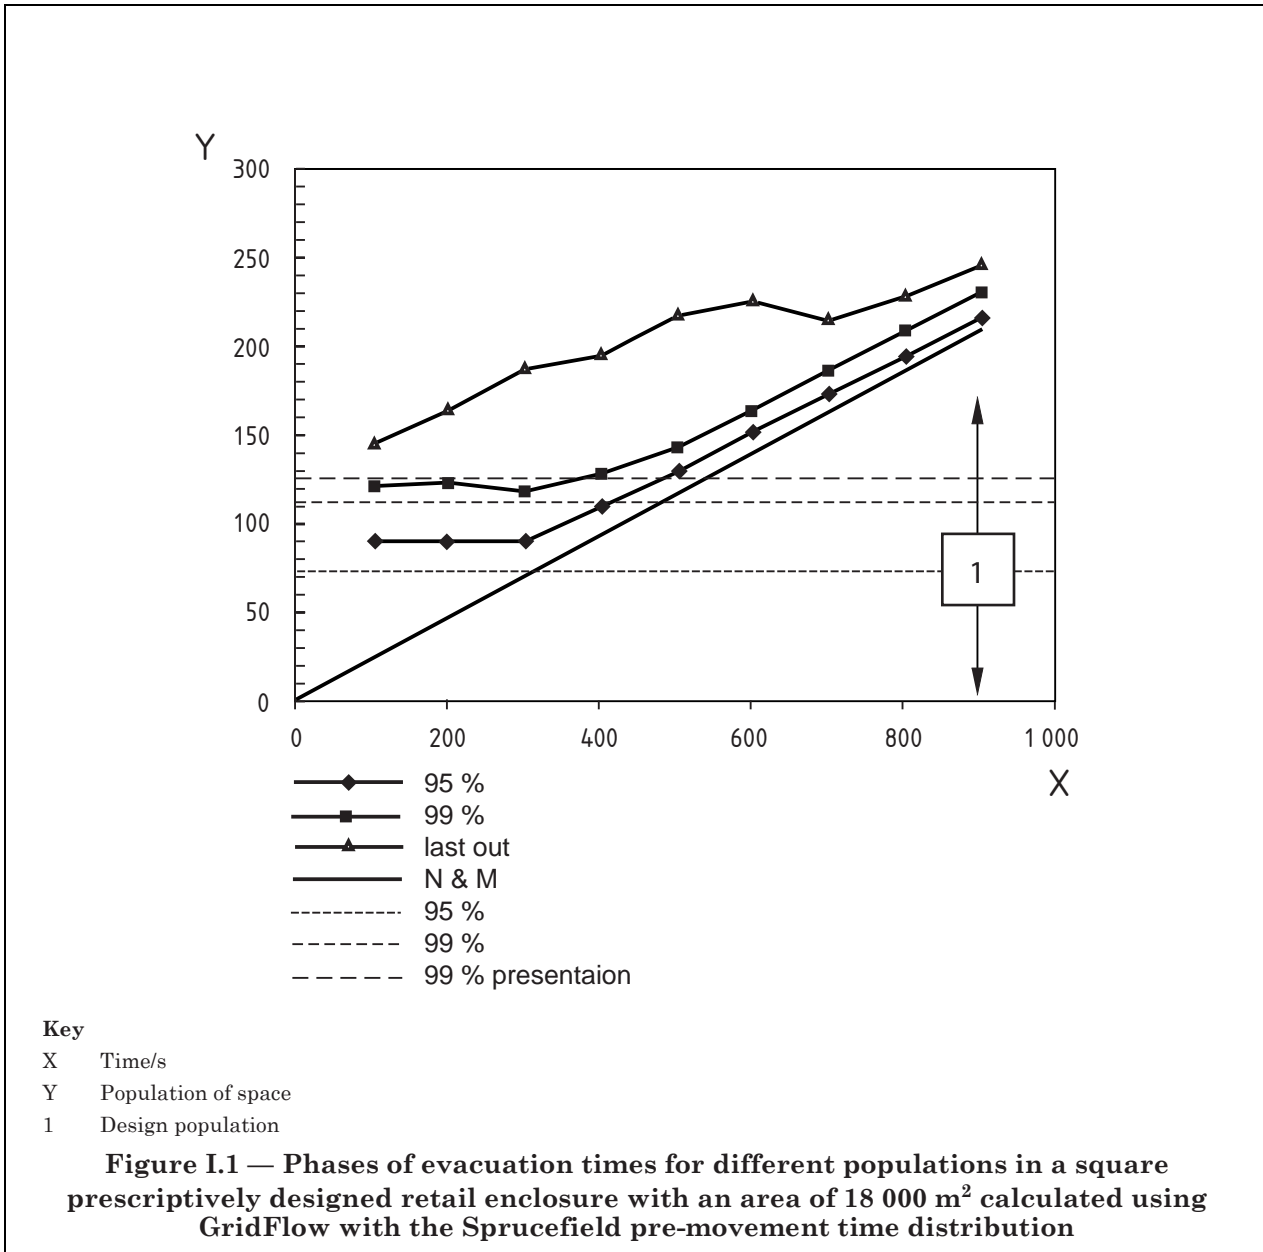 Y
300
250
200
150
100
50
0
1
0 200 400 600 800 1 000
X
95 %
99 %
last out
N & M
95 %
99 %
99 % presentaion
Key
X Time/s
Y Population of space
1 Design population
Figure I.1 — Phases of evacuation times for different populations in a square
prescriptively designed retail enclosure with an area of 18 000 m² calculated using
GridFlow with the Sprucefield pre-movement time distribution